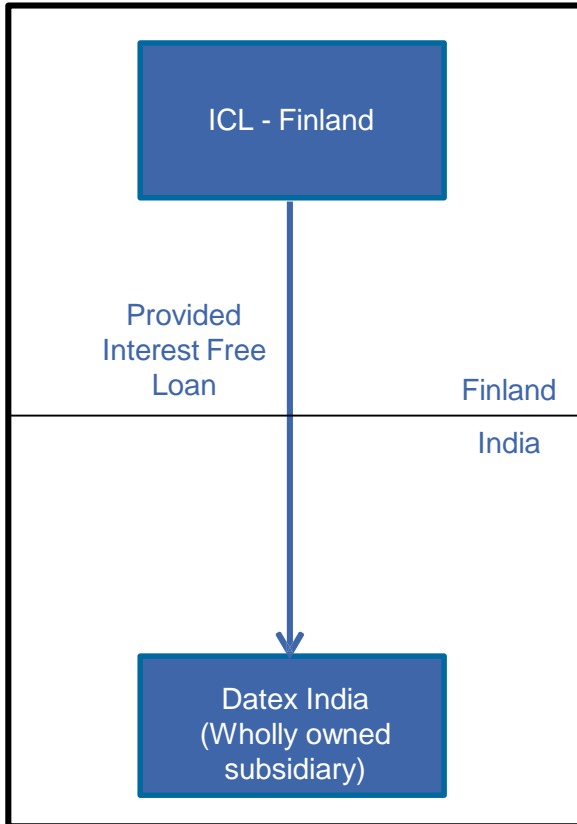 ICL - Finland
Provided
Interest Free
Loan
Finland
India
Datex India
(Wholly owned
subsidiary)